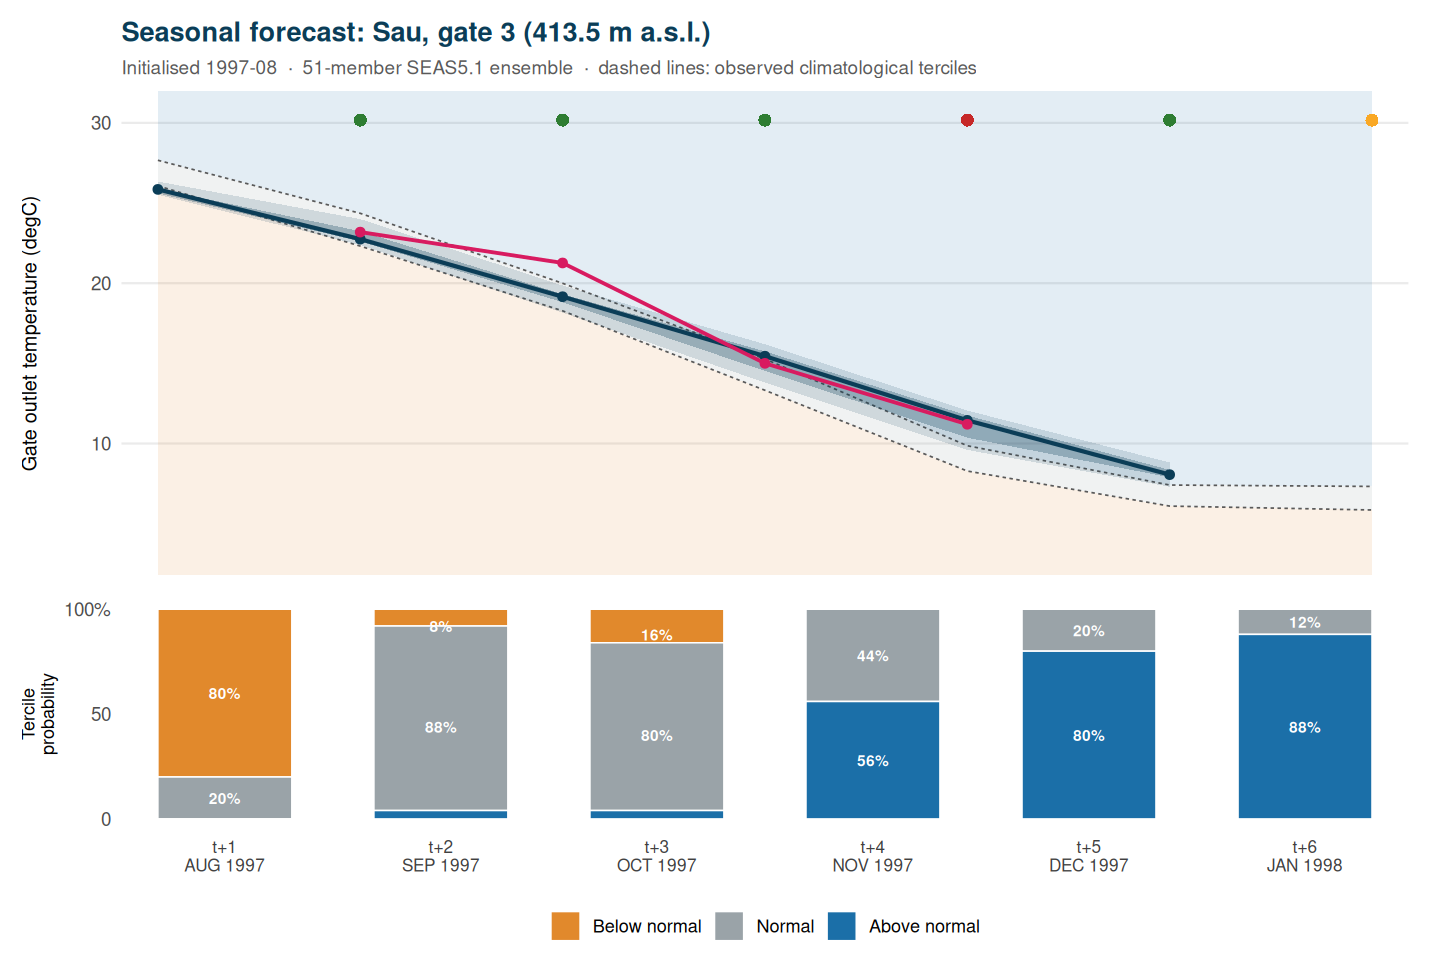 Seasonal forecast: Sau, gate 3 (413.5 m a.s.l.)
Initialised 1997-08 · 51-member SEAS5.1 ensemble · dashed lines: observed climatological terciles
Gate outlet temperature (degC)
30
20
10
Tercile
probability
100%
50
0
80%
20%
8%
88%
16%
80%
44%
56%
20%
80%
12%
88%
t+1
AUG 1997
t+2
SEP 1997
t+3
OCT 1997
t+4
NOV 1997
t+5
DEC 1997
t+6
JAN 1998
Below normal
Normal
Above normal